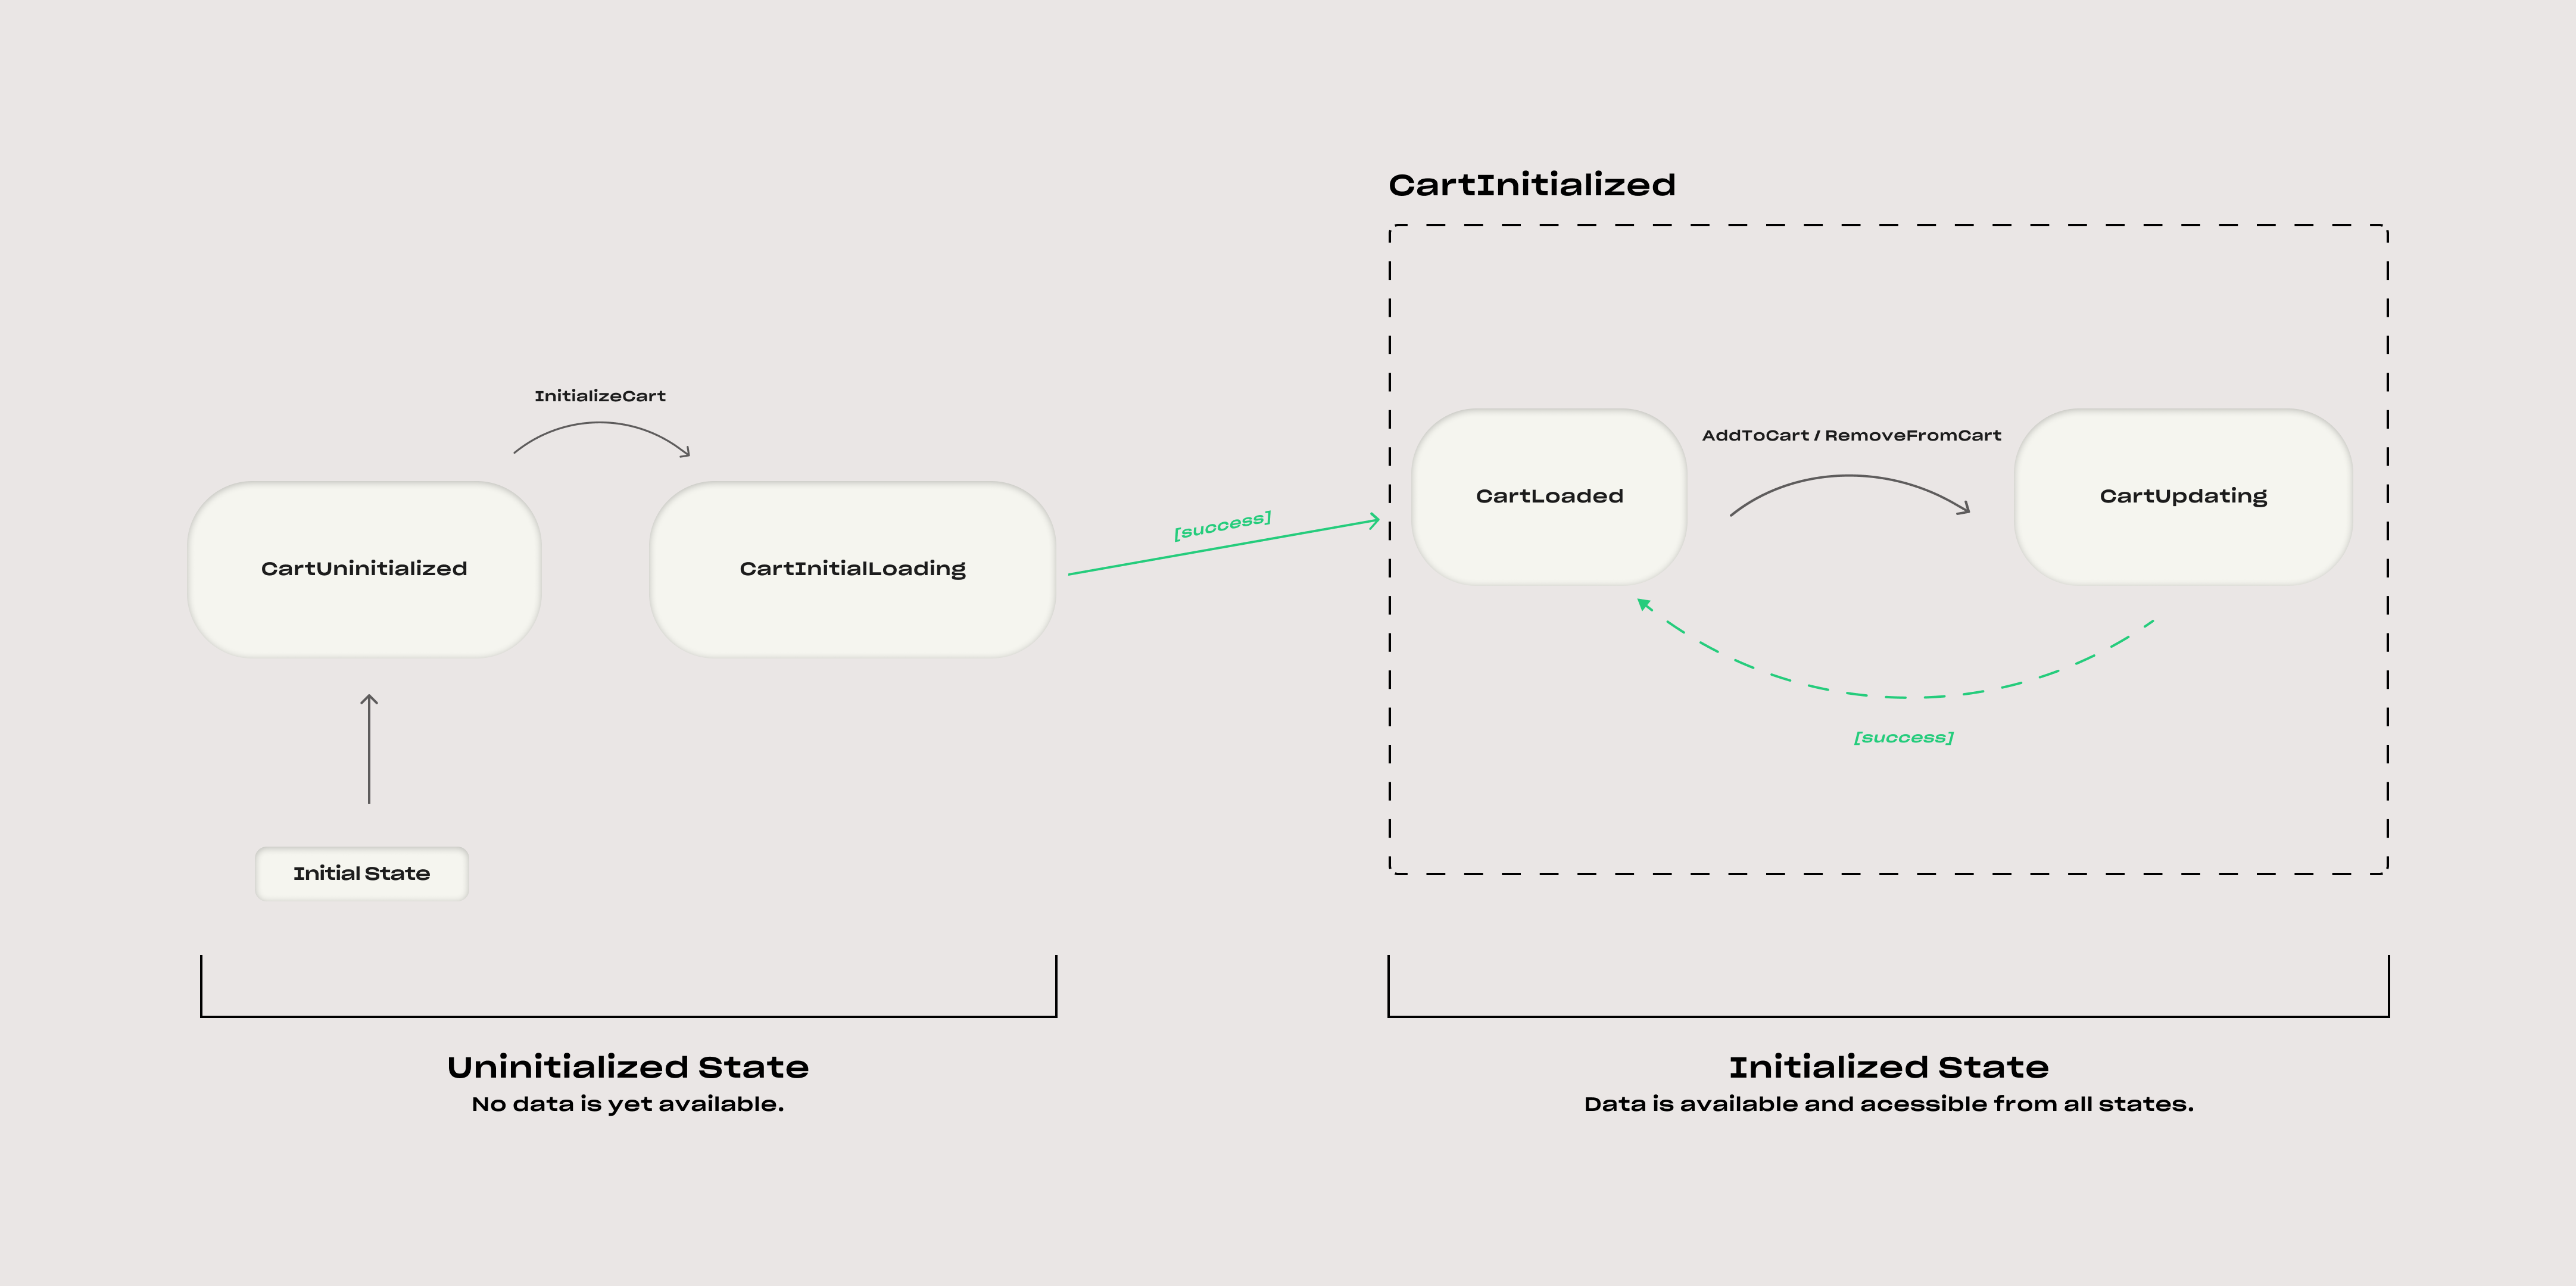 CartInitialized
InitializeCart
AddToCart / RemoveFromCart
CartLoaded
CartUpdating
[success]
CartUninitialized
CartInitialLoading
[success]
Initial State
Uninitialized State
No data is yet available.
Initialized State
Data is available and acessible from all states.